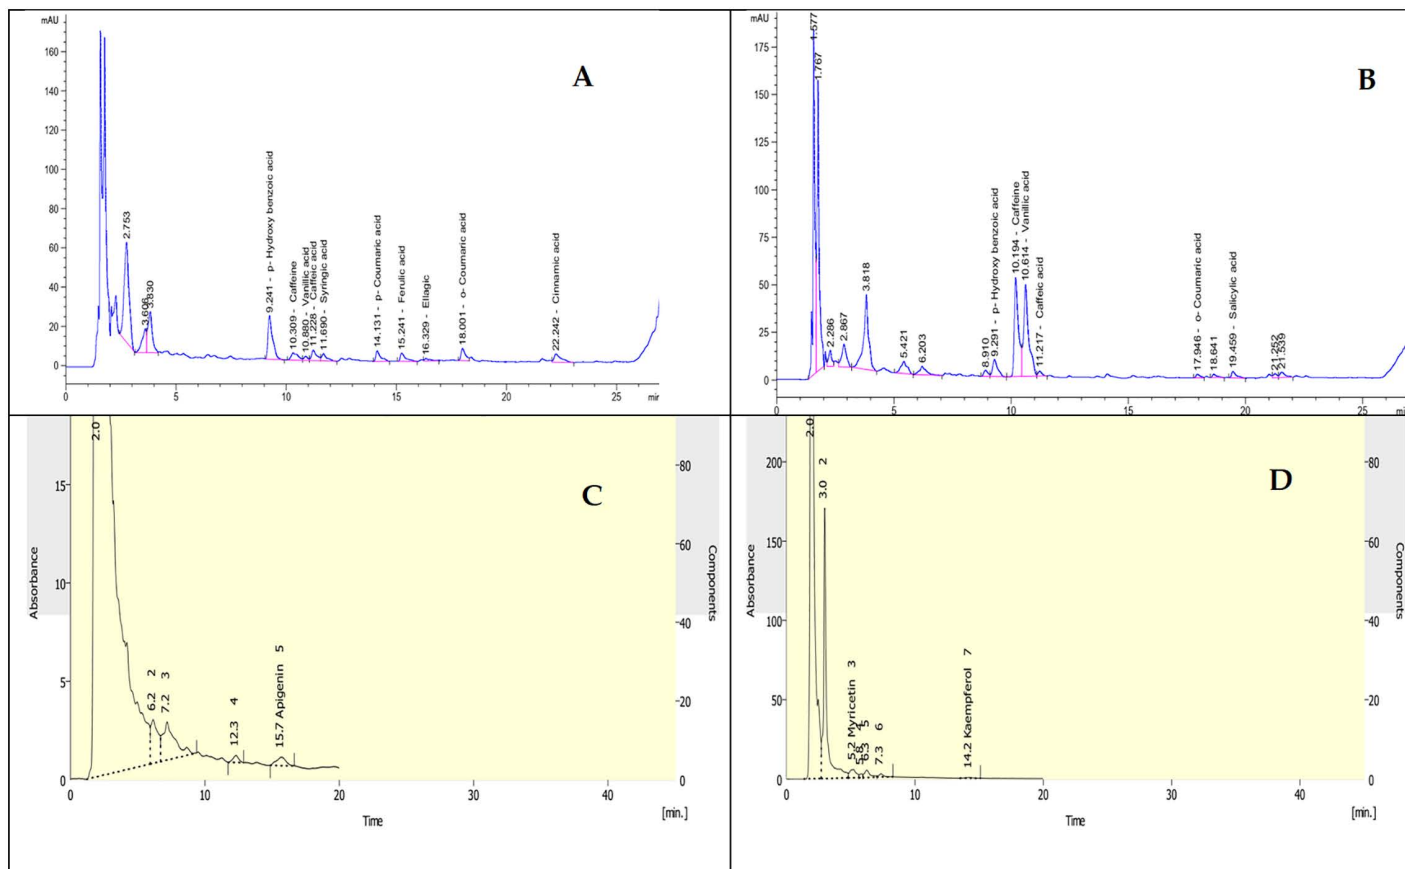 mAU
160
140
120
100
80
60
40
20
0
0
5
10
15
20
25
min
2.753
3.606
3.830
9.241 - p- Hydroxy benzoic acid
10.309 - Caffeine
10.880 - Vanillic acid
11.228 - Caffeic acid
11.690 - Syringic acid
14.131 - p- Coumaric acid
15.241 - Ferulic acid
16.329 - Ellagic
18.001 - o- Coumaric acid
22.242 - Cinnamic acid
A
mAU
175
150
125
100
75
50
25
0
0
5
10
15
20
25
1.577
1.767
2.286
2.867
3.818
5.421
6.203
8.910
9.291 - p- Hydroxy benzoic acid
10.194 - Caffeine
10.614 - Vanillic acid
11.217 - Caffeic acid
17.946 - o- Coumaric acid
18.641
19.459 - Salicylic acid
21.539
B
Absorbance
15
10
5
0
2.0
6.2 2
7.2 3
12.3 4
15.7 Apigenin 5
C
80
60
40
20
0
Components
0
10
20
30
40
Time
[min.]
Absorbance
200
150
100
50
0
2.0
3.0 2
5.2 Myricetin 3
5.8 4
6.3 5
7.3 6
14.2 Kaempferol 7
D
80
60
40
20
0
Components
0
10
20
30
40
Time
[min.]